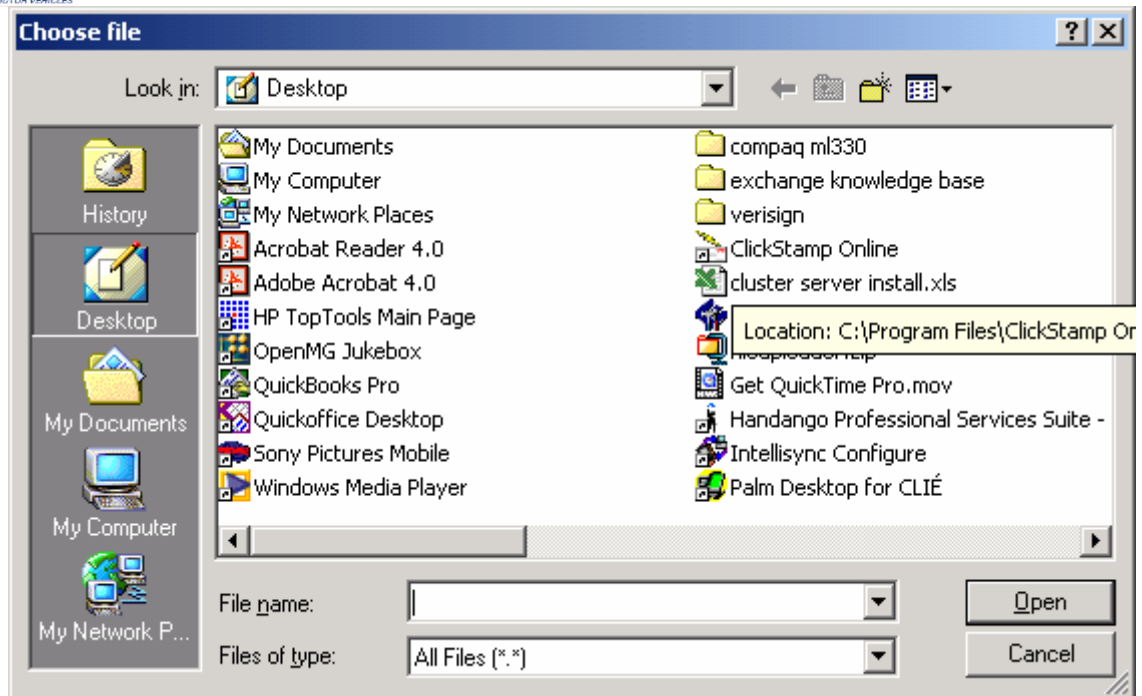 MOTOR VEHICLES
Choose file
Look in: Desktop
History
Desktop
My Documents
My Computer
My Network P...
My Documents
My Computer
My Network Places
Acrobat Reader 4.0
Adobe Acrobat 4.0
HP TopTools Main Page
OpenMG Jukebox
QuickBooks Pro
Quickoffice Desktop
Sony Pictures Mobile
Windows Media Player
compaq ml330
exchange knowledge base
verisign
ClickStamp Online
cluster server install.xls
Location: C:\Program Files\ClickStamp On
Get QuickTime Pro.mov
Handango Professional Services Suite -
Intellisync Configure
Palm Desktop for CLIÉ
File name:
Open
Files of type: All Files (*.*)
Cancel